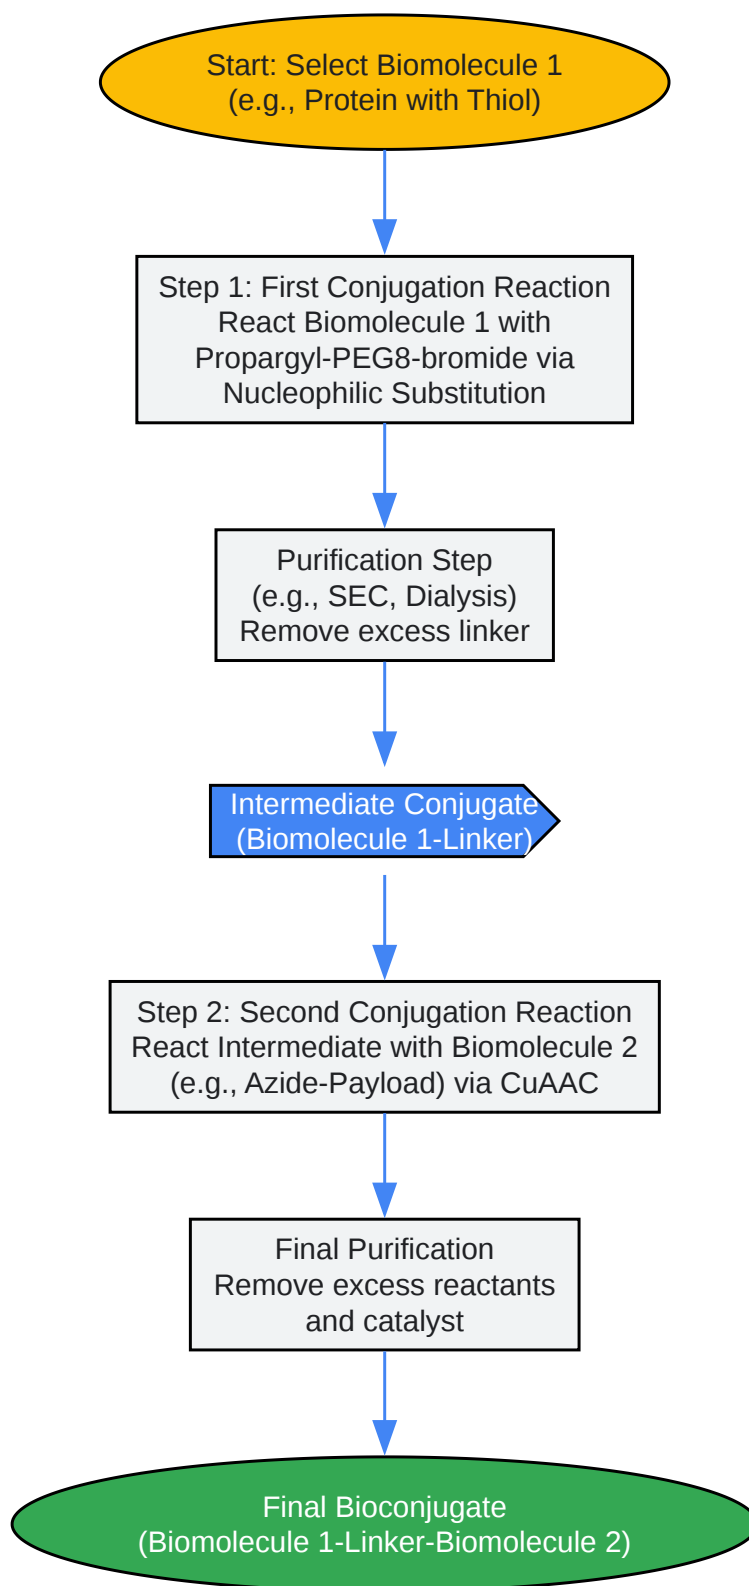 Start: Select Biomolecule 1
(e.g., Protein with Thiol)
Step 1: First Conjugation Reaction
React Biomolecule 1 with
Propargyl-PEG8-bromide via
Nucleophilic Substitution
Purification Step
(e.g., SEC, Dialysis)
Remove excess linker
Intermediate Conjugate
(Biomolecule 1-Linker)
Step 2: Second Conjugation Reaction
React Intermediate with Biomolecule 2
(e.g., Azide-Payload) via CuAAC
Final Purification
Remove excess reactants
and catalyst
Final Bioconjugate
(Biomolecule 1-Linker-Biomolecule 2)